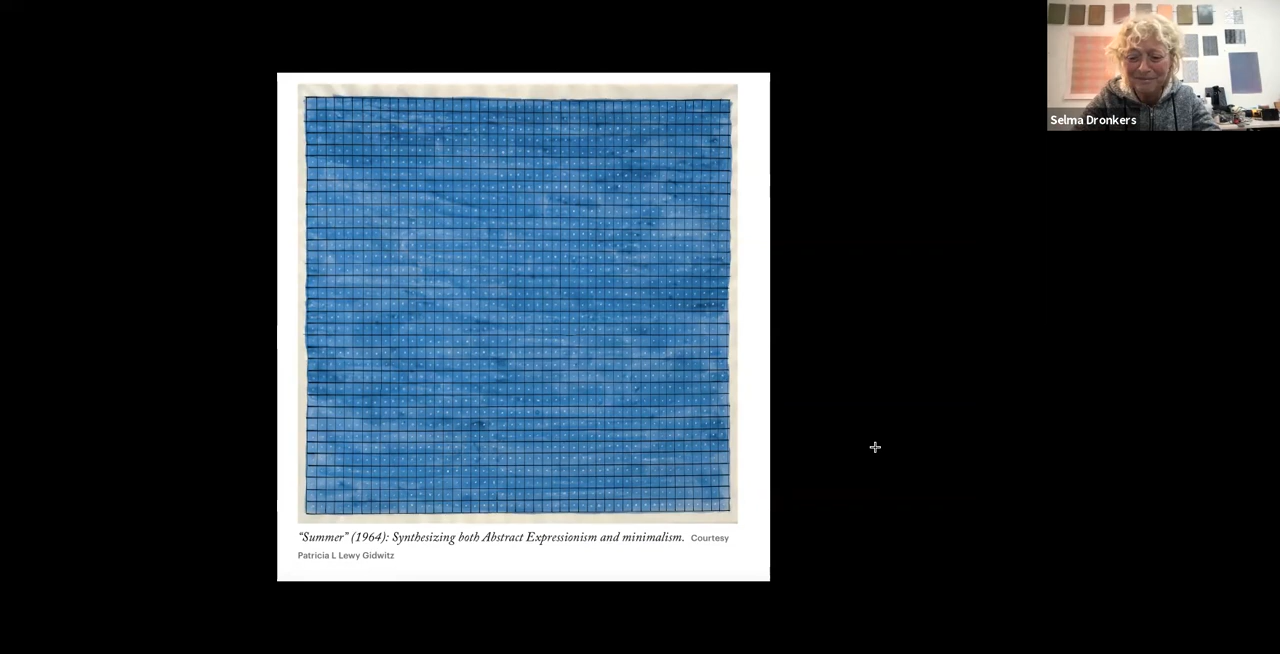 Selma Dronkers
“Summer” (1964): Synthesizing both Abstract Expressionism and minimalism. Courtesy
Patricia L Lewy Gidwitz